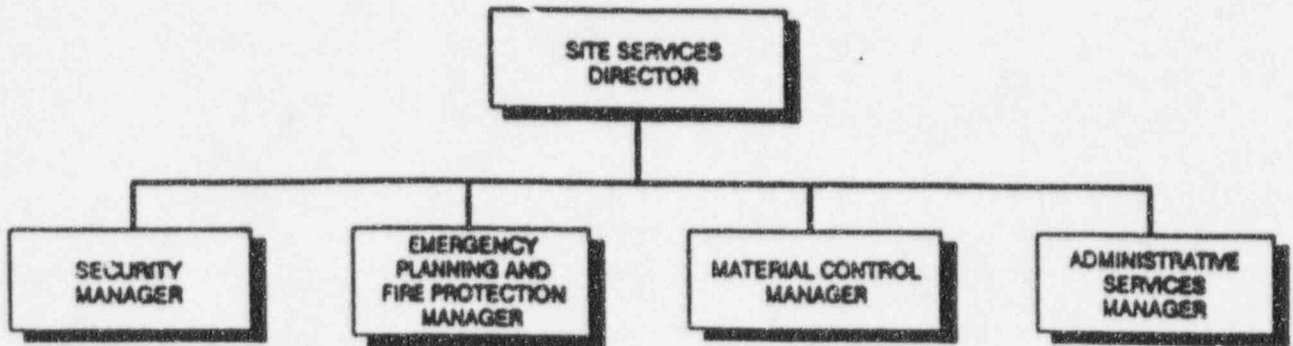 SITE SERVICES
DIRECTOR
SECURITY
MANAGER
EMERGENCY
PLANNING AND
FIRE PROTECTION
MANAGER
MATERIAL CONTROL
MANAGER
ADMINISTRATIVE
SERVICES
MANAGER